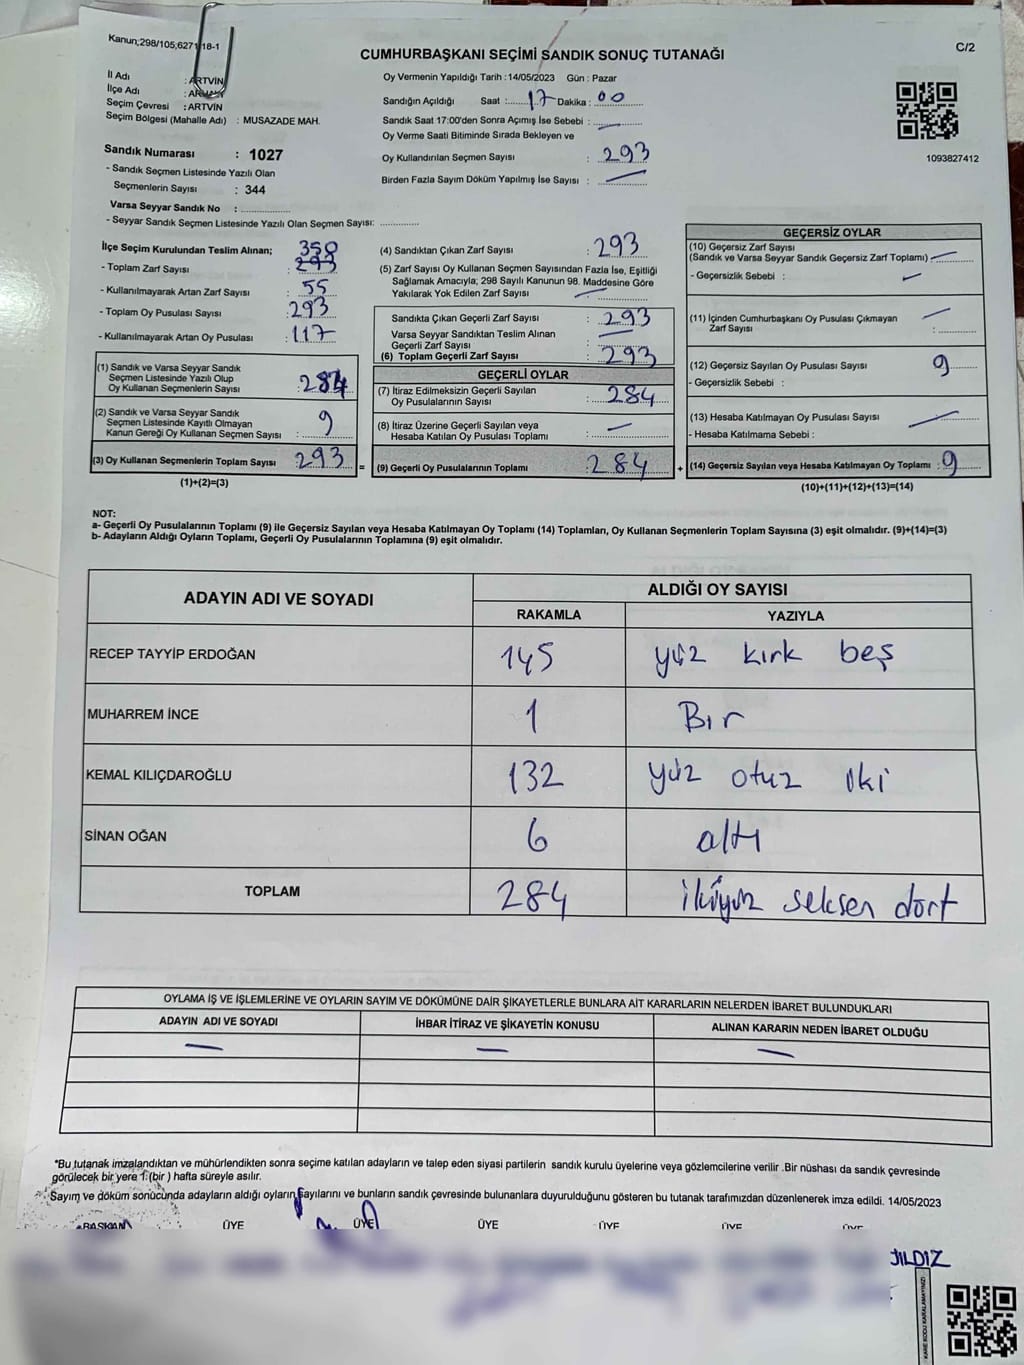 Kanun;298/105,627118-1
C/2
CUMHURBAŞKANI SEÇİMİ SANDIK SONUÇ TUTANAĞI
İl Adı : ARTVİN
İlçe Adı
Seçim Çevresi : ARTVİN
Seçim Bölgesi (Mahalle Adı) : MUSAZADE MAH.
Oy Vermenin Yapıldığı Tarih : 14/05/2023 Gün : Pazar
Sandığın Açıldığı Saat : 17 Dakika : 00
Sandık Saat 17:00'den Sonra Açımış İse Sebebi :
Oy Verme Saati Bitiminde Sırada Bekleyen ve
Oy Kullandırılan Seçmen Sayısı : 293
Birden Fazla Sayım Döküm Yapılmış İse Sayısı :
1093827412
Sandık Numarası : 1027
- Sandık Seçmen Listesinde Yazılı Olan
Seçmenlerin Sayısı : 344
Varsa Seyyar Sandık No :
- Seyyar Sandık Seçmen Listesinde Yazılı Olan Seçmen Sayısı:
İlçe Seçim Kurulundan Teslim Alınan; 350
- Toplam Zarf Sayısı : 293
- Kullanılmayarak Artan Zarf Sayısı : 55
- Toplam Oy Pusulası Sayısı : 293
- Kullanılmayarak Artan Oy Pusulası : 117
(1) Sandık ve Varsa Seyyar Sandık
Seçmen Listesinde Yazılı Olup
Oy Kullanan Seçmenlerin Sayısı : 284
(2) Sandık ve Varsa Seyyar Sandık
Seçmen Listesinde Kayıtlı Olmayan
Kanun Gereği Oy Kullanan Seçmen Sayısı : 9
(3) Oy Kullanan Seçmenlerin Toplam Sayısı : 293 =
(1)+(2)=(3)
(4) Sandıktan Çıkan Zarf Sayısı : 293
(5) Zarf Sayısı Oy Kullanan Seçmen Sayısından Fazla İse, Eşitliği
Sağlamak Amacıyla; 298 Sayılı Kanunun 98. Maddesine Göre
Yakılarak Yok Edilen Zarf Sayısı :
Sandıkta Çıkan Geçerli Zarf Sayısı : 293
Varsa Seyyar Sandıktan Teslim Alınan
Geçerli Zarf Sayısı :
(6) Toplam Geçerli Zarf Sayısı : 293
GEÇERLİ OYLAR
(7) İtiraz Edilmeksizin Geçerli Sayılan
Oy Pusulalarının Sayısı : 284
(8) İtiraz Üzerine Geçerli Sayılan veya
Hesaba Katılan Oy Pusulası Toplamı :
(9) Geçerli Oy Pusulalarının Toplamı : 284 +
GEÇERSİZ OYLAR
(10) Geçersiz Zarf Sayısı
(Sandık ve Varsa Seyyar Sandık Geçersiz Zarf Toplamı)
- Geçersizlik Sebebi :
(11) İçinden Cumhurbaşkanı Oy Pusulası Çıkmayan
Zarf Sayısı :
(12) Geçersiz Sayılan Oy Pusulası Sayısı : 9
- Geçersizlik Sebebi :
(13) Hesaba Katılmayan Oy Pusulası Sayısı
- Hesaba Katılmama Sebebi :
(14) Geçersiz Sayılan veya Hesaba Katılmayan Oy Toplamı : 9
(10)+(11)+(12)+(13)=(14)
NOT:
a- Geçerli Oy Pusulalarının Toplamı (9) ile Geçersiz Sayılan veya Hesaba Katılmayan Oy Toplamı (14) Toplamları, Oy Kullanan Seçmenlerin Toplam Sayısına (3) eşit olmalıdır. (9)+(14)=(3)
b- Adayların Aldığı Oyların Toplamı, Geçerli Oy Pusulalarının Toplamına (9) eşit olmalıdır.
ADAYIN ADI VE SOYADI
ALDIĞI OY SAYISI
RAKAMLA YAZIYLA
RECEP TAYYİP ERDOĞAN 145 yüz kırk beş
MUHARREM İNCE 1 Bır
KEMAL KILIÇDAROĞLU 132 yüz otuz iki
SİNAN OĞAN 6 altı
TOPLAM 284 ikiyüz seksen dört
OYLAMA İŞ VE İŞLEMLERİNE VE OYLARIN SAYIM VE DÖKÜMÜNE DAİR ŞİKAYETLERLE BUNLARA AİT KARARLARIN NELERDEN İBARET BULUNDUKLARI
ADAYIN ADI VE SOYADI İHBAR İTİRAZ VE ŞİKAYETİN KONUSU ALINAN KARARIN NEDEN İBARET OLDUĞU
*Bu tutanak imzalandıktan ve mühürlendikten sonra seçime katılan adayların ve talep eden siyasi partilerin sandık kurulu üyelerine veya gözlemcilerine verilir .Bir nüshası da sandık çevresinde
görülecek bir yere 1.(bir ) hafta süreyle asılır.
Sayım ve döküm sonucunda adayların aldığı oyların sayılarını ve bunların sandık çevresinde bulunanlara duyurulduğunu gösteren bu tutanak tarafımızdan düzenlenerek imza edildi. 14/05/2023
BAŞKAN ÜYE ÜYE ÜYE ÜYE ÜYE ÜYE
YILDIZ
KARE KODU KARALAMAYINIZ!